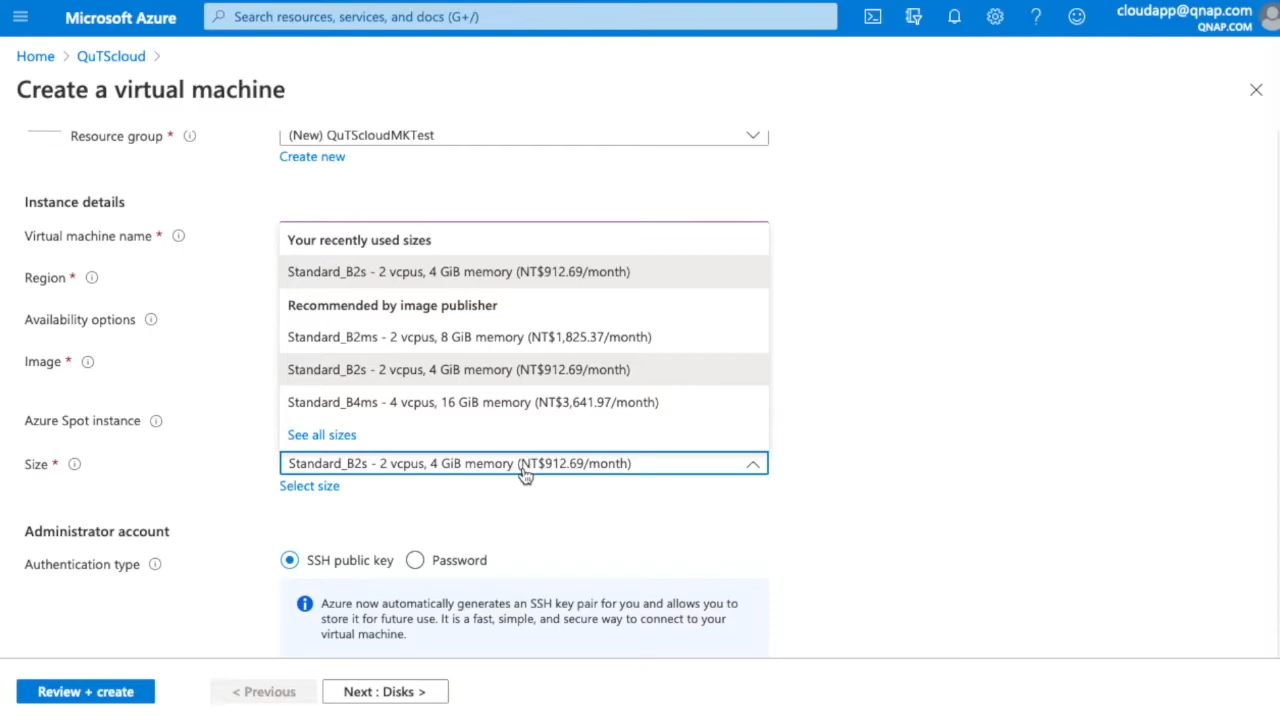 Microsoft Azure
Search resources, services, and docs (G+/)
cloudapp@qnap.com
QNAP.COM
Home > QuTScloud >
Create a virtual machine
Resource group *
(New) QuTScloudMKTest
Create new
Instance details
Virtual machine name *
Your recently used sizes
Standard_B2s - 2 vcpus, 4 GiB memory (NT$912.69/month)
Region *
Recommended by image publisher
Availability options
Standard_B2ms - 2 vcpus, 8 GiB memory (NT$1,825.37/month)
Image *
Standard_B2s - 2 vcpus, 4 GiB memory (NT$912.69/month)
Standard_B4ms - 4 vcpus, 16 GiB memory (NT$3,641.97/month)
Azure Spot instance
See all sizes
Size *
Standard_B2s - 2 vcpus, 4 GiB memory (NT$912.69/month)
Select size
Administrator account
Authentication type
SSH public key
Password
Azure now automatically generates an SSH key pair for you and allows you to
store it for future use. It is a fast, simple, and secure way to connect to your
virtual machine.
Review + create
< Previous
Next : Disks >